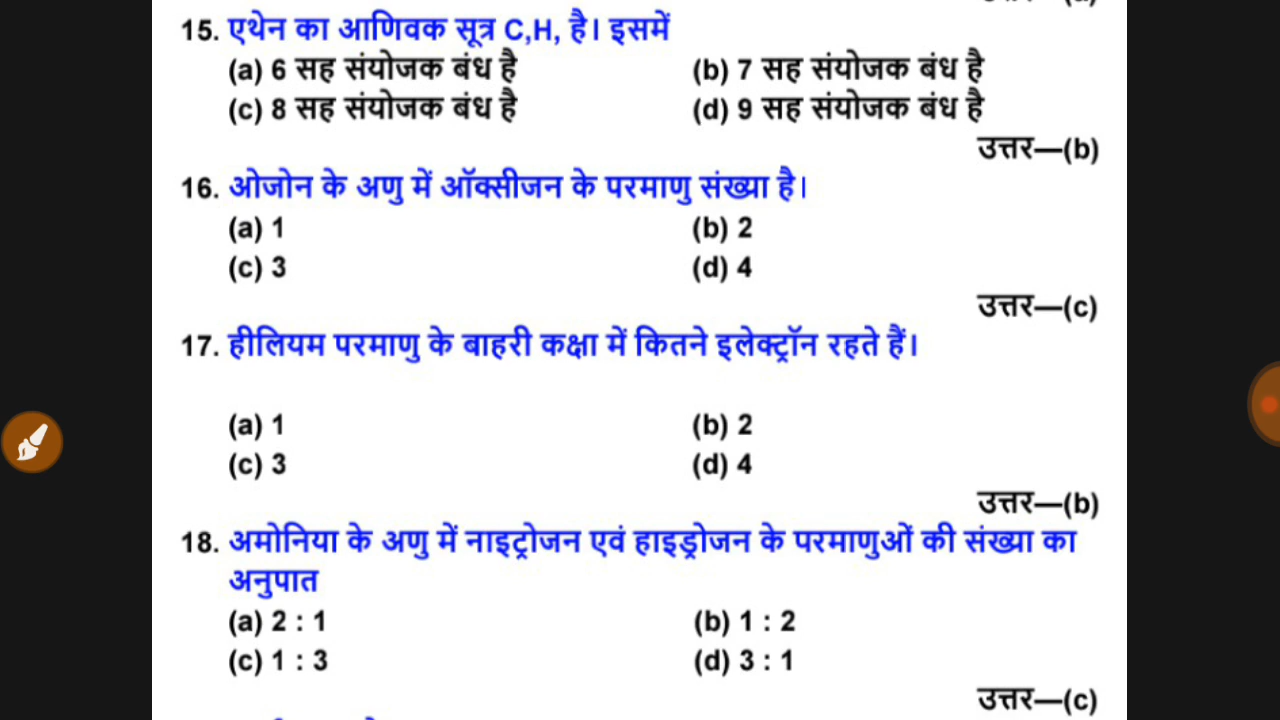 15. एथेन का आणिवक सूत्र C,H, है। इसमें
(a) 6 सह संयोजक बंध है (b) 7 सह संयोजक बंध है
(c) 8 सह संयोजक बंध है (d) 9 सह संयोजक बंध है
उत्तर—(b)
16. ओजोन के अणु में ऑक्सीजन के परमाणु संख्या है।
(a) 1 (b) 2
(c) 3 (d) 4
उत्तर—(c)
17. हीलियम परमाणु के बाहरी कक्षा में कितने इलेक्ट्रॉन रहते हैं।
(a) 1 (b) 2
(c) 3 (d) 4
उत्तर—(b)
18. अमोनिया के अणु में नाइट्रोजन एवं हाइड्रोजन के परमाणुओं की संख्या का
अनुपात
(a) 2 : 1 (b) 1 : 2
(c) 1 : 3 (d) 3 : 1
उत्तर—(c)